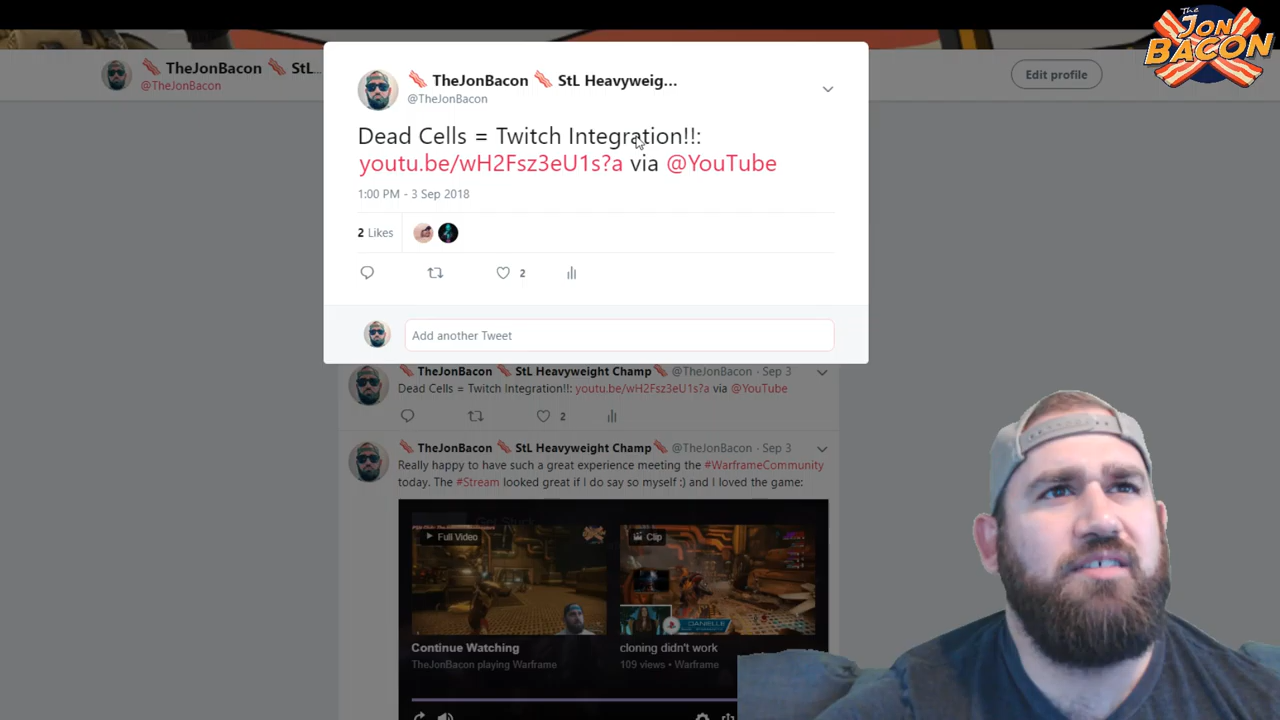 The
JON
BACON
TheJonBacon StL...
@TheJonBacon
Edit profile
TheJonBacon StL Heavyweig...
@TheJonBacon
Dead Cells = Twitch Integration!!:
youtu.be/wH2Fsz3eU1s?a via @YouTube
1:00 PM - 3 Sep 2018
2 Likes
2
Add another Tweet
TheJonBacon StL Heavyweight Champ @TheJonBacon · Sep 3
Dead Cells = Twitch Integration!!: youtu.be/wH2Fsz3eU1s?a via @YouTube
2
TheJonBacon StL Heavyweight Champ @TheJonBacon · Sep 3
Really happy to have such a great experience meeting the #WarframeCommunity
today. The #Stream looked great if I do say so myself :) and I loved the game:
Full Video
Clip
DANIELLE
Continue Watching
TheJonBacon playing Warframe
cloning didn't work
109 views • Warframe